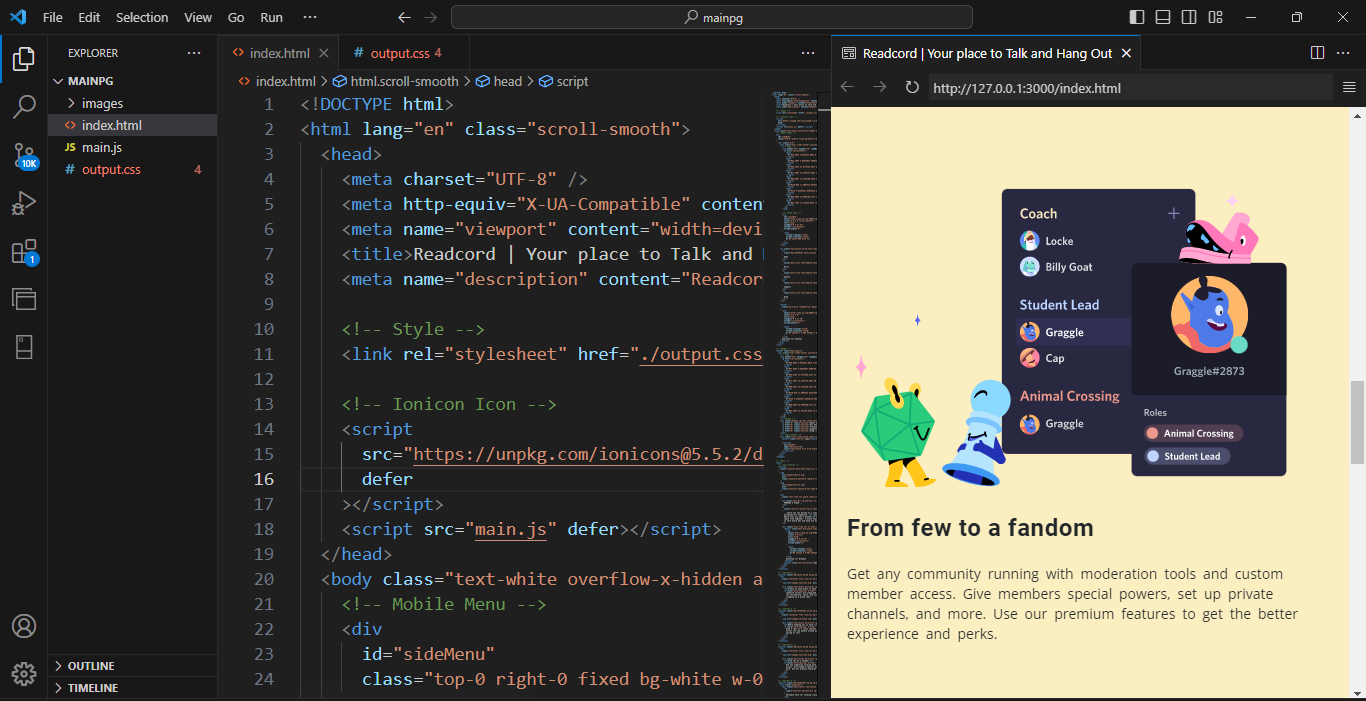 File Edit Selection View Go Run ···
mainpg
EXPLORER ···
MAINPG
images
index.html
JS main.js
# output.css 4
10K
1
OUTLINE
TIMELINE
index.html
# output.css 4
···
index.html > html.scroll-smooth > head > script
1 <!DOCTYPE html>
2 <html lang="en" class="scroll-smooth">
3 <head>
4 <meta charset="UTF-8" />
5 <meta http-equiv="X-UA-Compatible" conten
6 <meta name="viewport" content="width=devi
7 <title>Readcord | Your place to Talk and
8 <meta name="description" content="Readcor
9
10 <!-- Style -->
11 <link rel="stylesheet" href="./output.css
12
13 <!-- Ionicon Icon -->
14 <script
15 src="https://unpkg.com/ionicons@5.5.2/d
16 defer
17 ></script>
18 <script src="main.js" defer></script>
19 </head>
20 <body class="text-white overflow-x-hidden a
21 <!-- Mobile Menu -->
22 <div
23 id="sideMenu"
24 class="top-0 right-0 fixed bg-white w-0
Readcord | Your place to Talk and Hang Out
···
http://127.0.0.1:3000/index.html
Coach
Locke
Billy Goat
Student Lead
Graggle
Cap
Animal Crossing
Graggle
Graggle#2873
Roles
Animal Crossing
Student Lead
From few to a fandom
Get any community running with moderation tools and custom
member access. Give members special powers, set up private
channels, and more. Use our premium features to get the better
experience and perks.